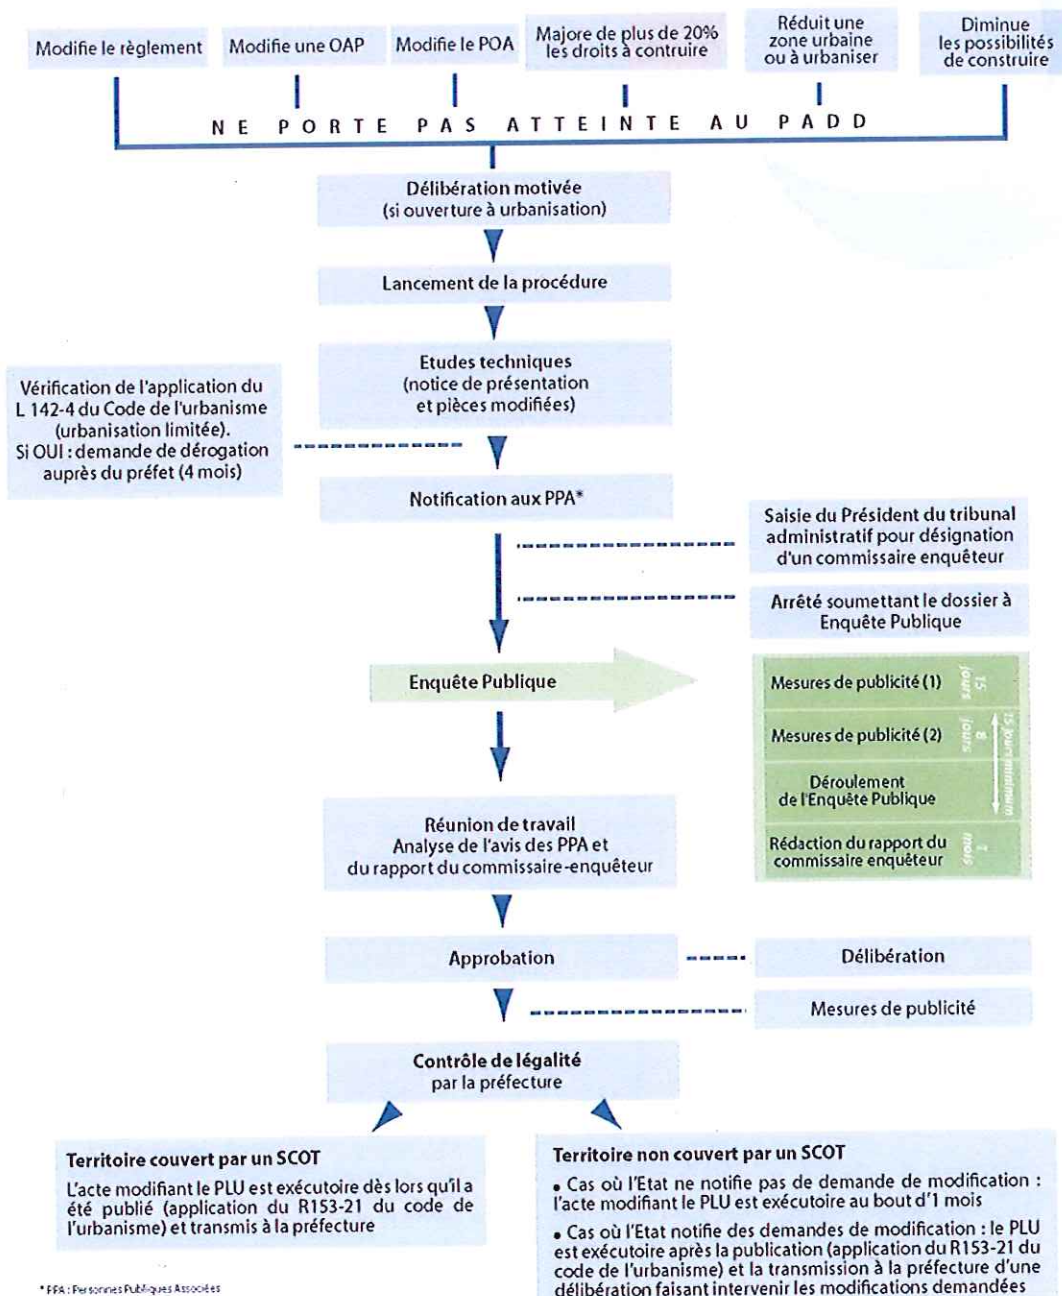 Modifie le règlement
Modifie une OAP
Modifie le POA
Majore de plus de 20%
les droits à contruire
Réduit une
zone urbaine
ou à urbaniser
Diminue
les possibilités
de construire
NE PORTE PAS ATTEINTE AU PADD
Délibération motivée
(si ouverture à urbanisation)
Lancement de la procédure
Etudes techniques
(notice de présentation
et pièces modifiées)
Vérification de l'application du
L 142-4 du Code de l'urbanisme
(urbanisation limitée).
Si OUI : demande de dérogation
auprès du préfet (4 mois)
Notification aux PPA*
Saisie du Président du tribunal
administratif pour désignation
d'un commissaire enquêteur
Arrêté soumettant le dossier à
Enquête Publique
Enquête Publique
Mesures de publicité (1)
15
jours
Mesures de publicité (2)
8
jours
15 jours minimum
Déroulement
de l'Enquête Publique
Rédaction du rapport du
commissaire enquêteur
1
mois
Réunion de travail
Analyse de l'avis des PPA et
du rapport du commissaire-enquêteur
Approbation
Délibération
Mesures de publicité
Contrôle de légalité
par la préfecture
Territoire couvert par un SCOT
L'acte modifiant le PLU est exécutoire dès lors qu'il a
été publié (application du R153-21 du code de
l'urbanisme) et transmis à la préfecture
Territoire non couvert par un SCOT
• Cas où l'Etat ne notifie pas de demande de modification :
l'acte modifiant le PLU est exécutoire au bout d'1 mois
• Cas où l'Etat notifie des demandes de modification : le PLU
est exécutoire après la publication (application du R153-21 du
code de l'urbanisme) et la transmission à la préfecture d'une
délibération faisant intervenir les modifications demandées
* PPA : Personnes Publiques Associées